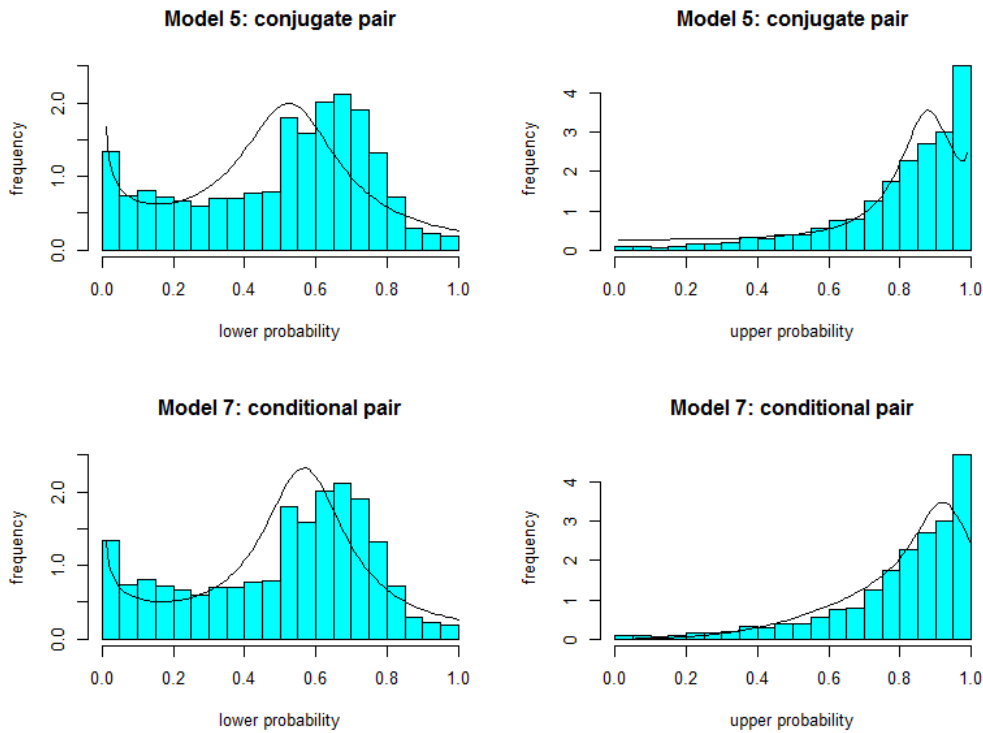 Model 5: conjugate pair
frequency
0.0 1.0 2.0
0.0 0.2 0.4 0.6 0.8 1.0
lower probability
Model 5: conjugate pair
frequency
0 1 2 3 4
0.0 0.2 0.4 0.6 0.8 1.0
upper probability
Model 7: conditional pair
frequency
0.0 1.0 2.0
0.0 0.2 0.4 0.6 0.8 1.0
lower probability
Model 7: conditional pair
frequency
0 1 2 3 4
0.0 0.2 0.4 0.6 0.8 1.0
upper probability